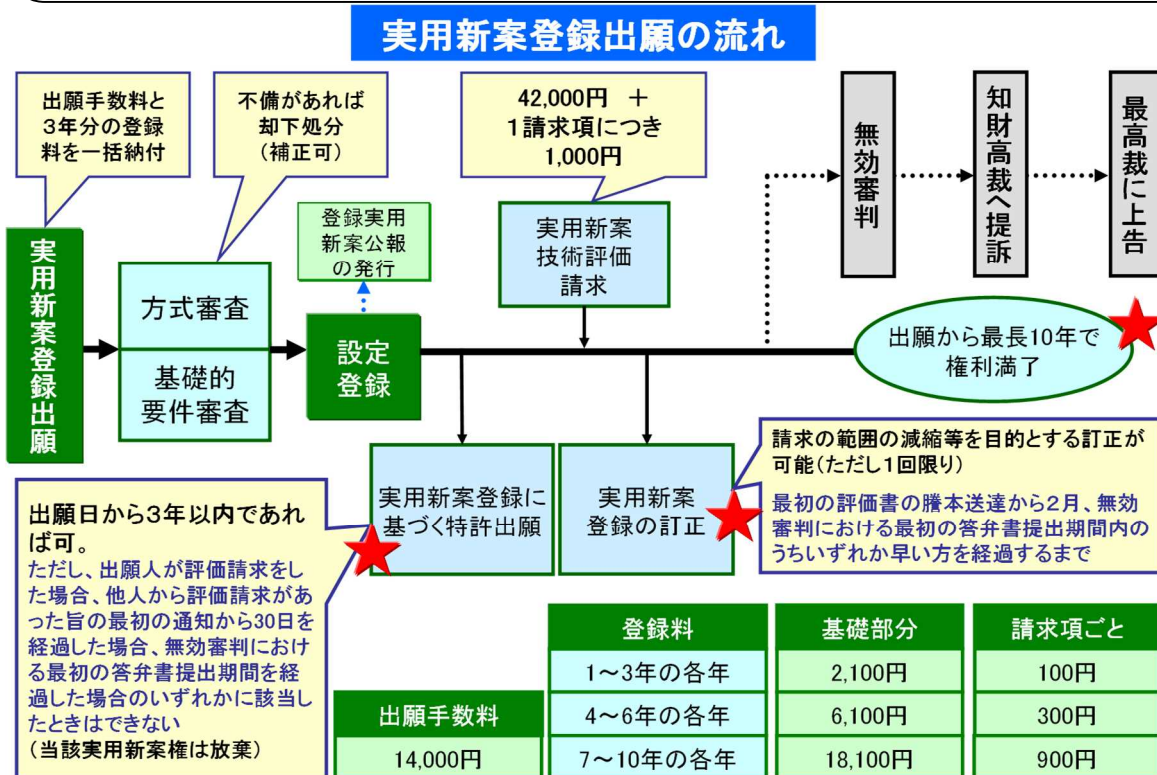 実用新案登録出願の流れ
出願手数料と
３年分の登録
料を一括納付
不備があれば
却下処分
（補正可）
42,000円　＋
１請求項につき
1,000円
無効審判
知財高裁へ提訴
最高裁に上告
実用新案登録出願
方式審査
基礎的
要件審査
登録実用
新案公報
の発行
設定
登録
実用新案
技術評価
請求
出願から最長10年で
権利満了
実用新案登録に
基づく特許出願
実用新案
登録の訂正
請求の範囲の減縮等を目的とする訂正が
可能（ただし１回限り）
最初の評価書の謄本送達から２月、無効
審判における最初の答弁書提出期間内の
うちいずれか早い方を経過するまで
出願日から３年以内であれ
ば可。
ただし、出願人が評価請求をし
た場合、他人から評価請求があ
った旨の最初の通知から30日を
経過した場合、無効審判におけ
る最初の答弁書提出期間を経
過した場合のいずれかに該当し
たときはできない
（当該実用新案権は放棄）
出願手数料
14,000円
登録料 基礎部分 請求項ごと
１～３年の各年 2,100円 100円
４～６年の各年 6,100円 300円
７～10年の各年 18,100円 900円